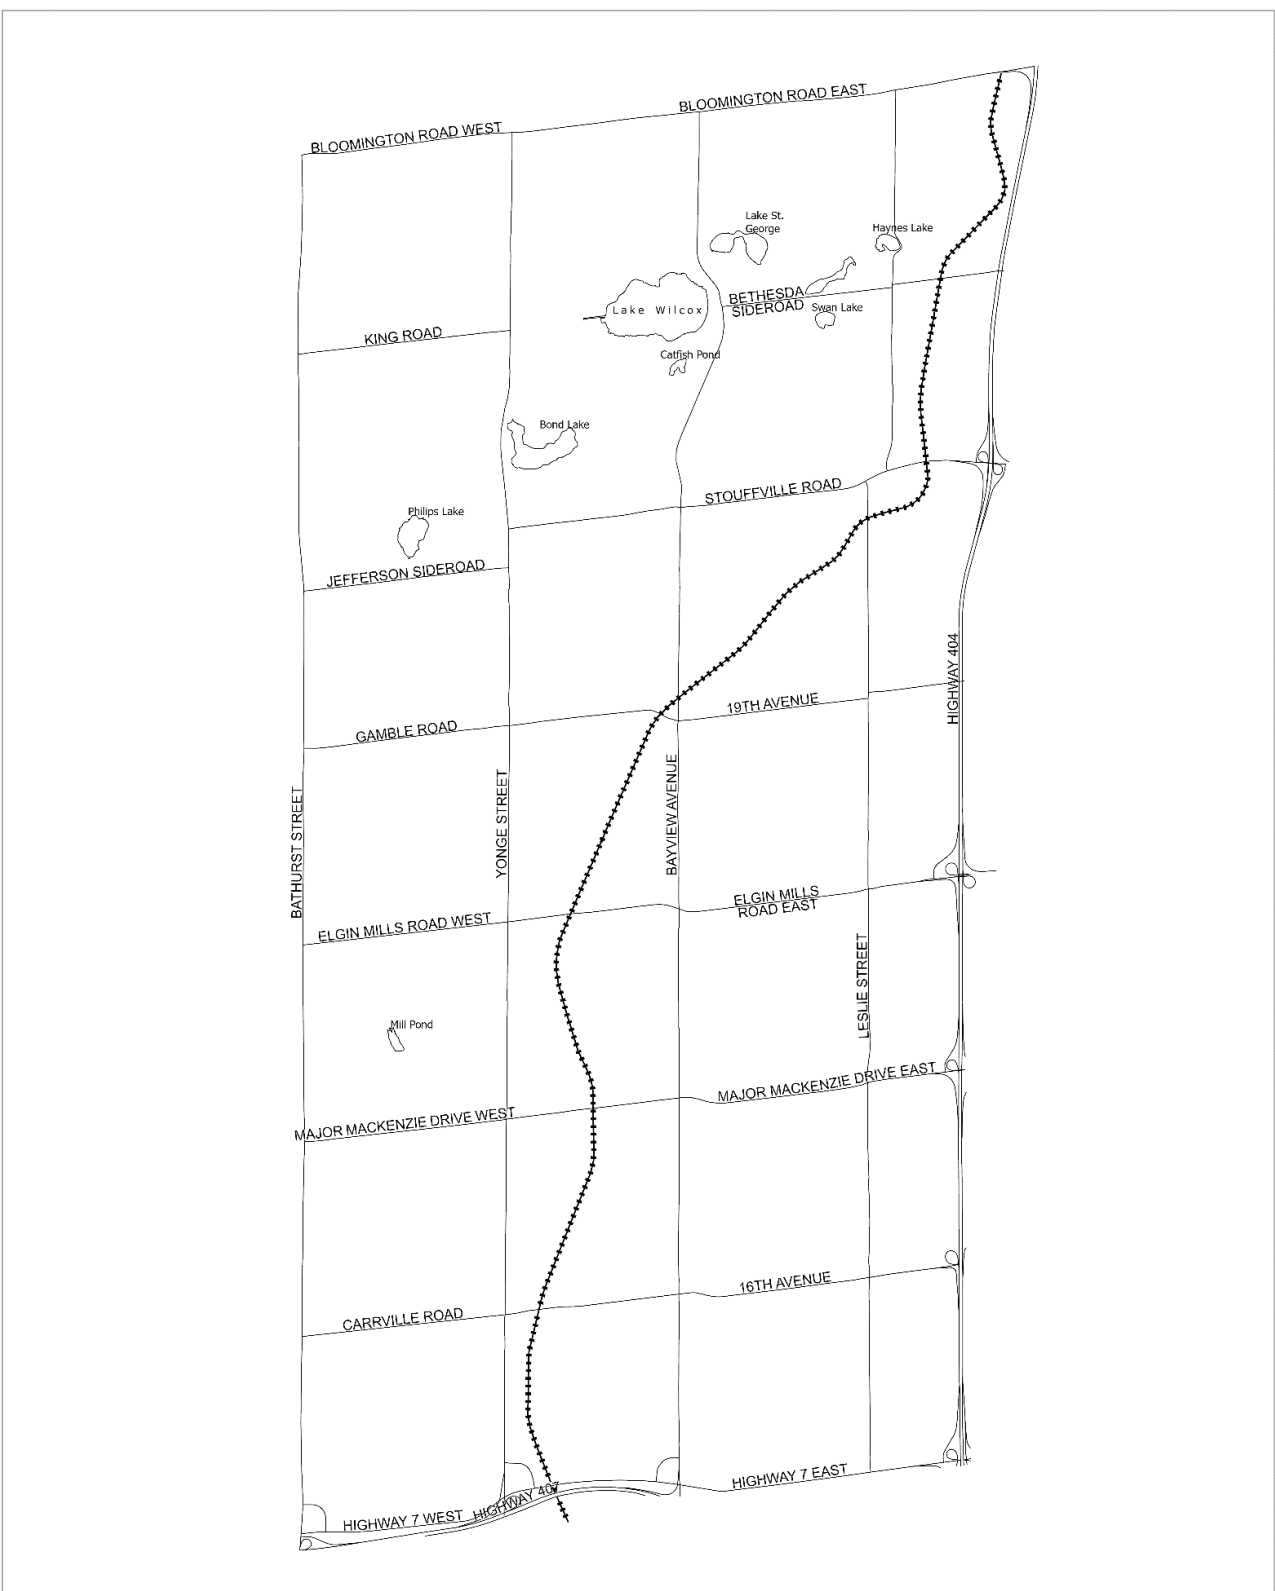 BLOOMINGTON ROAD EAST
BLOOMINGTON ROAD WEST
Lake St.
George
Haynes Lake
BETHESDA
SIDEROAD
Swan Lake
Lake Wilcox
KING ROAD
Catfish Pond
Bond Lake
STOUFFVILLE ROAD
Philips Lake
JEFFERSON SIDEROAD
HIGHWAY 404
19TH AVENUE
GAMBLE ROAD
BATHURST STREET
YONGE STREET
BAYVIEW AVENUE
ELGIN MILLS
ROAD EAST
ELGIN MILLS ROAD WEST
LESLIE STREET
Mill Pond
MAJOR MACKENZIE DRIVE EAST
MAJOR MACKENZIE DRIVE WEST
16TH AVENUE
CARRVILLE ROAD
HIGHWAY 7 EAST
HIGHWAY 407
HIGHWAY 7 WEST